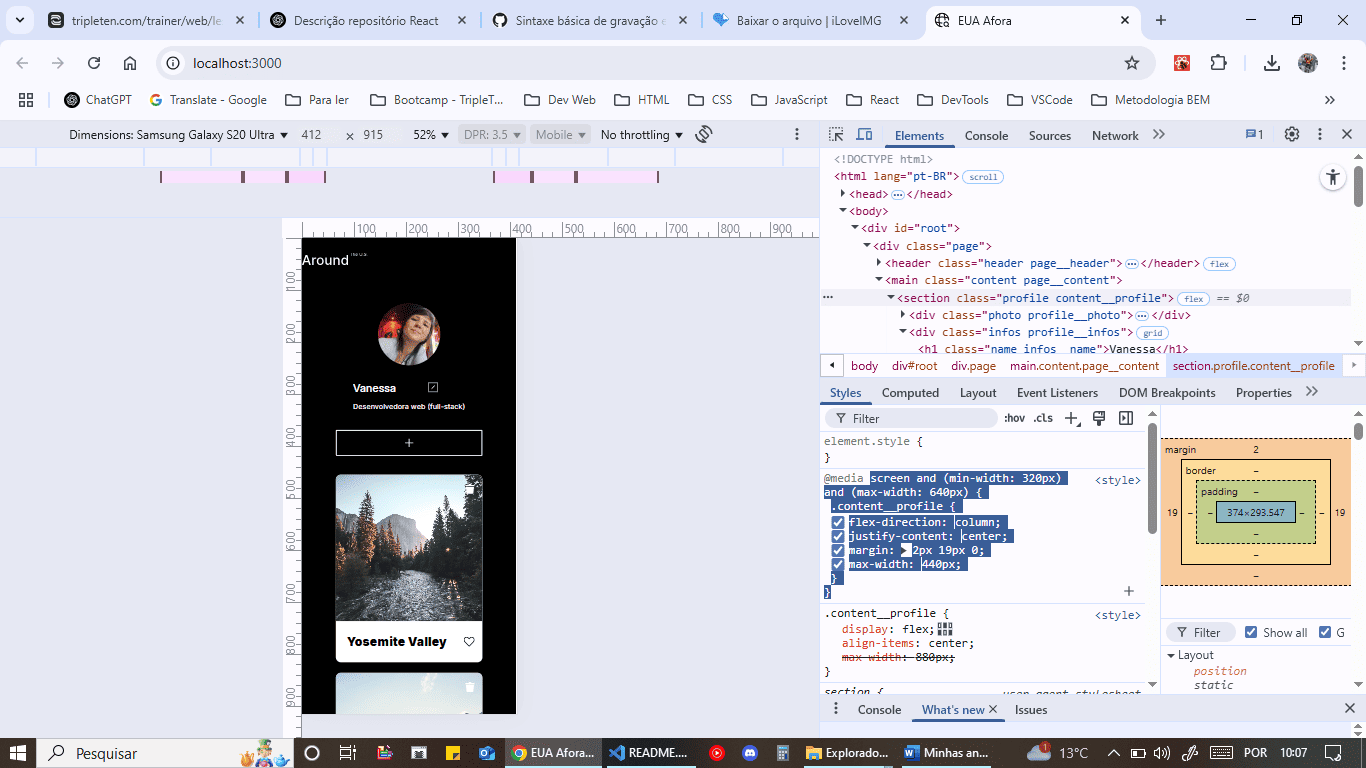 tripleten.com/trainer/web/le
Descrição repositório React
Sintaxe básica de gravação e
Baixar o arquivo | iLoveIMG
EUA Afora
localhost:3000
ChatGPT
Translate - Google
Para ler
Bootcamp - TripleT...
Dev Web
HTML
CSS
JavaScript
React
DevTools
VSCode
Metodologia BEM
Dimensions: Samsung Galaxy S20 Ultra
412
×
915
52%
DPR: 3.5
Mobile
No throttling
Elements
Console
Sources
Network
1
<!DOCTYPE html>
<html lang="pt-BR"> scroll
<head> ⋯ </head>
<body>
<div id="root">
<div class="page">
<header class="header page__header"> ⋯ </header> flex
<main class="content page__content">
⋯ <section class="profile content__profile"> flex == $0
<div class="photo profile__photo"> ⋯ </div>
<div class="infos profile__infos"> grid
<h1 class="name infos__name">Vanessa</h1>
body div#root div.page main.content.page__content section.profile.content__profile
Styles
Computed
Layout
Event Listeners
DOM Breakpoints
Properties
Filter
:hov .cls
element.style {
}
@media screen and (min-width: 320px)
and (max-width: 640px) {
<style>
.content__profile {
flex-direction: column;
justify-content: center;
margin: 2px 19px 0;
max-width: 440px;
}
}
.content__profile {
<style>
display: flex;
align-items: center;
max-width: 880px;
}
section {
user agent stylesheet
margin
2
border
–
padding
–
19 – – 374×293.547 – – 19
–
–
–
Filter
Show all
G
Layout
position
static
Console
What's new
Issues
100 200 300 400 500 600 700 800 900
100
200
300
400
500
600
700
800
900
Around
Vanessa
Desenvolvedora web (full-stack)
+
Yosemite Valley
Pesquisar
EUA Afora...
README....
Explorado...
Minhas an...
1
13°C
POR
10:07